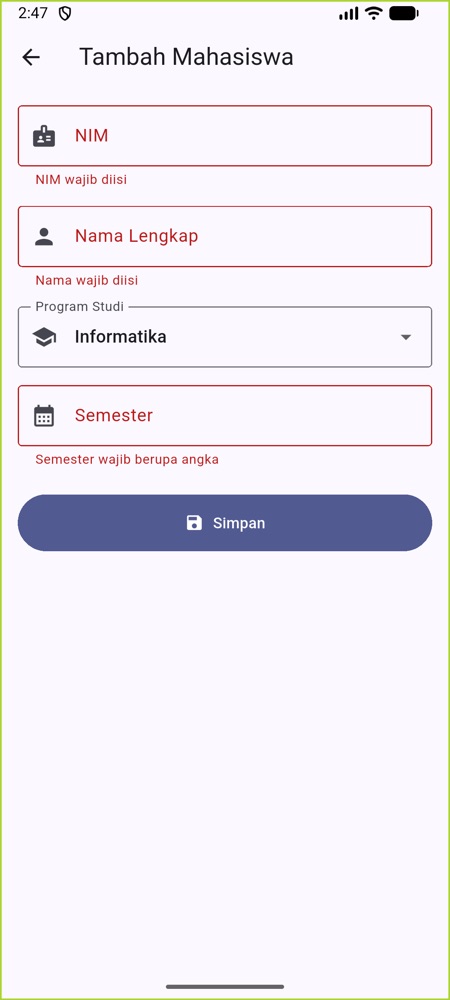 2:47
Tambah Mahasiswa
NIM
NIM wajib diisi
Nama Lengkap
Nama wajib diisi
Program Studi
Informatika
Semester
Semester wajib berupa angka
Simpan